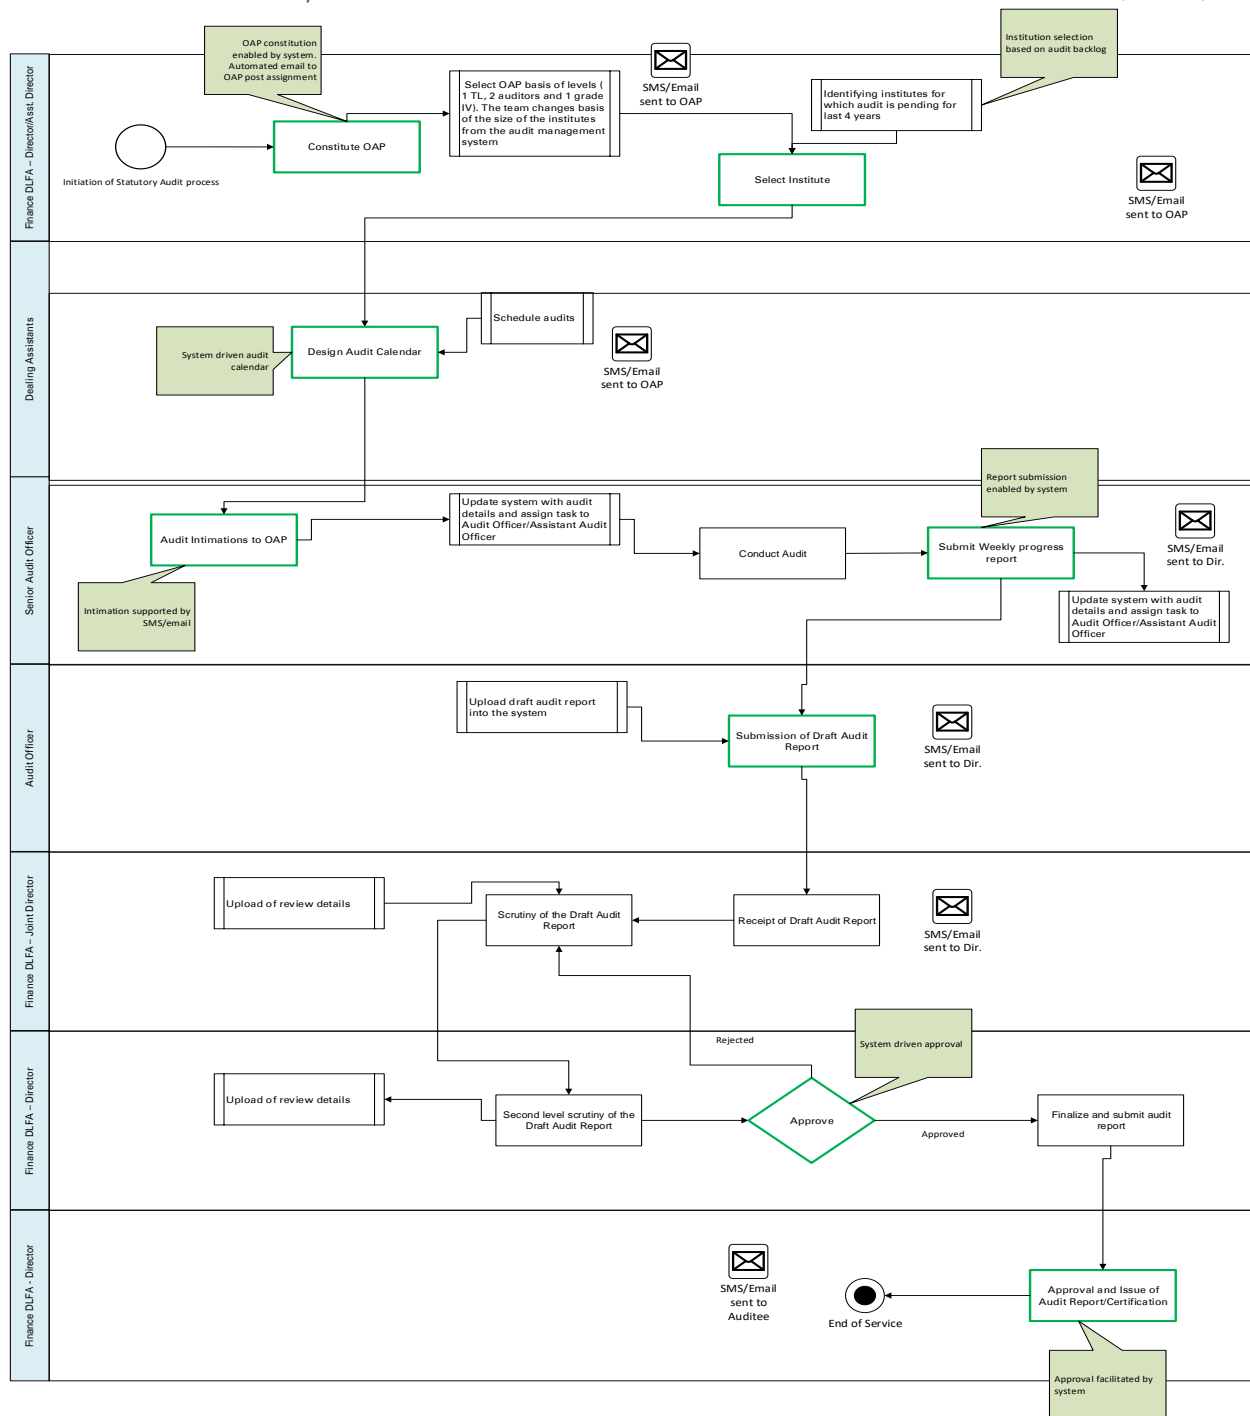 Finance DLFA – Director/Asst. Director
OAP constitution
enabled by system.
Automated email to
OAP post assignment
Initiation of Statutory Audit process
Constitute OAP
Select OAP basis of levels (
1 TL, 2 auditors and 1 grade
IV). The team changes basis
of the size of the institutes
from the audit management
system
SMS/Email
sent to OAP
Select Institute
Identifying institutes for
which audit is pending for
last 4 years
Institution selection
based on audit backlog
SMS/Email
sent to OAP
Dealing Assistants
System driven audit
calendar
Design Audit Calendar
Schedule audits
SMS/Email
sent to OAP
Senior Audit Officer
Audit Intimations to OAP
Intimation supported by
SMS/email
Update system with audit
details and assign task to
Audit Officer/Assistant Audit
Officer
Conduct Audit
Report submission
enabled by system
Submit Weekly progress
report
SMS/Email
sent to Dir.
Update system with audit
details and assign task to
Audit Officer/Assistant Audit
Officer
Audit Officer
Upload draft audit report
into the system
Submission of Draft Audit
Report
SMS/Email
sent to Dir.
Finance DLFA – Joint Director
Upload of review details
Scrutiny of the Draft Audit
Report
Receipt of Draft Audit Report
SMS/Email
sent to Dir.
Finance DLFA – Director
Upload of review details
Second level scrutiny of the
Draft Audit Report
Rejected
Approve
System driven approval
Approved
Finalize and submit audit
report
Finance DLFA - Director
SMS/Email
sent to
Auditee
End of Service
Approval and Issue of
Audit Report/Certification
Approval facilitated by
system